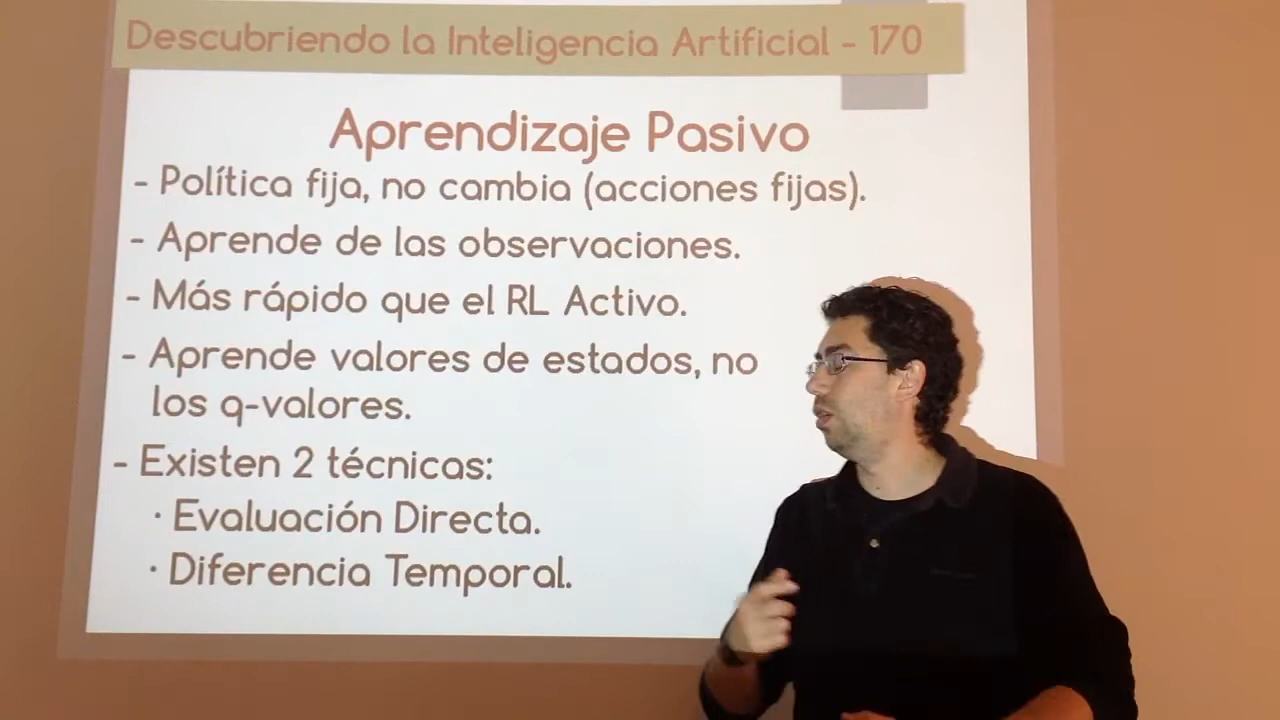 Descubriendo la Inteligencia Artificial - 170
Aprendizaje Pasivo
- Política fija, no cambia (acciones fijas).
- Aprende de las observaciones.
- Más rápido que el RL Activo.
- Aprende valores de estados, no
los q-valores.
- Existen 2 técnicas:
· Evaluación Directa.
· Diferencia Temporal.